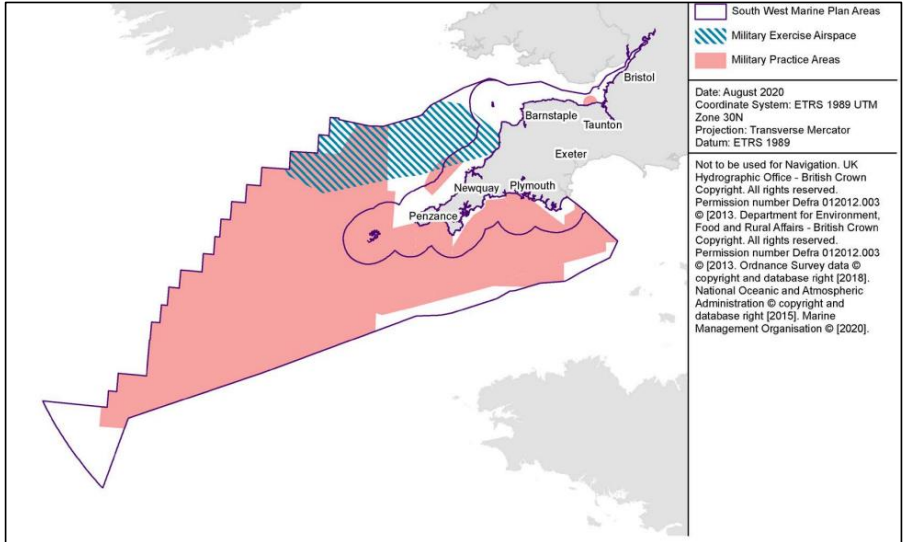 South West Marine Plan Areas
Military Exercise Airspace
Military Practice Areas
Bristol
Barnstaple
Taunton
Exeter
Newquay
Plymouth
Penzance
Date: August 2020
Coordinate System: ETRS 1989 UTM
Zone 30N
Projection: Transverse Mercator
Datum: ETRS 1989
Not to be used for Navigation. UK
Hydrographic Office - British Crown
Copyright. All rights reserved.
Permission number Defra 012012.003
© [2013. Department for Environment,
Food and Rural Affairs - British Crown
Copyright. All rights reserved.
Permission number Defra 012012.003
© [2013. Ordnance Survey data ©
copyright and database right [2018].
National Oceanic and Atmospheric
Administration © copyright and
database right [2015]. Marine
Management Organisation © [2020].